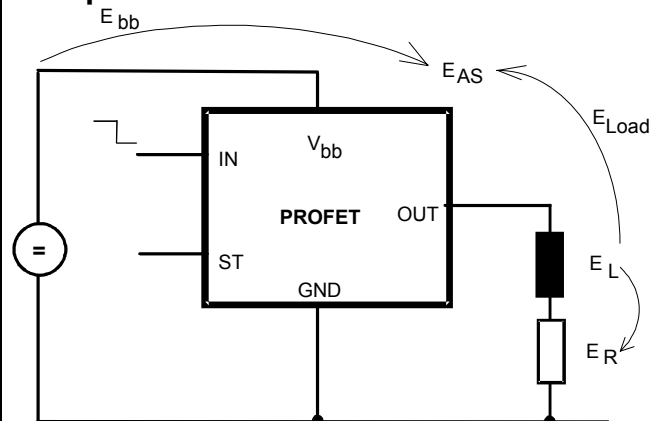 E bb
E AS
E Load
V bb
IN
PROFET
OUT
=
ST
E L
GND
E R